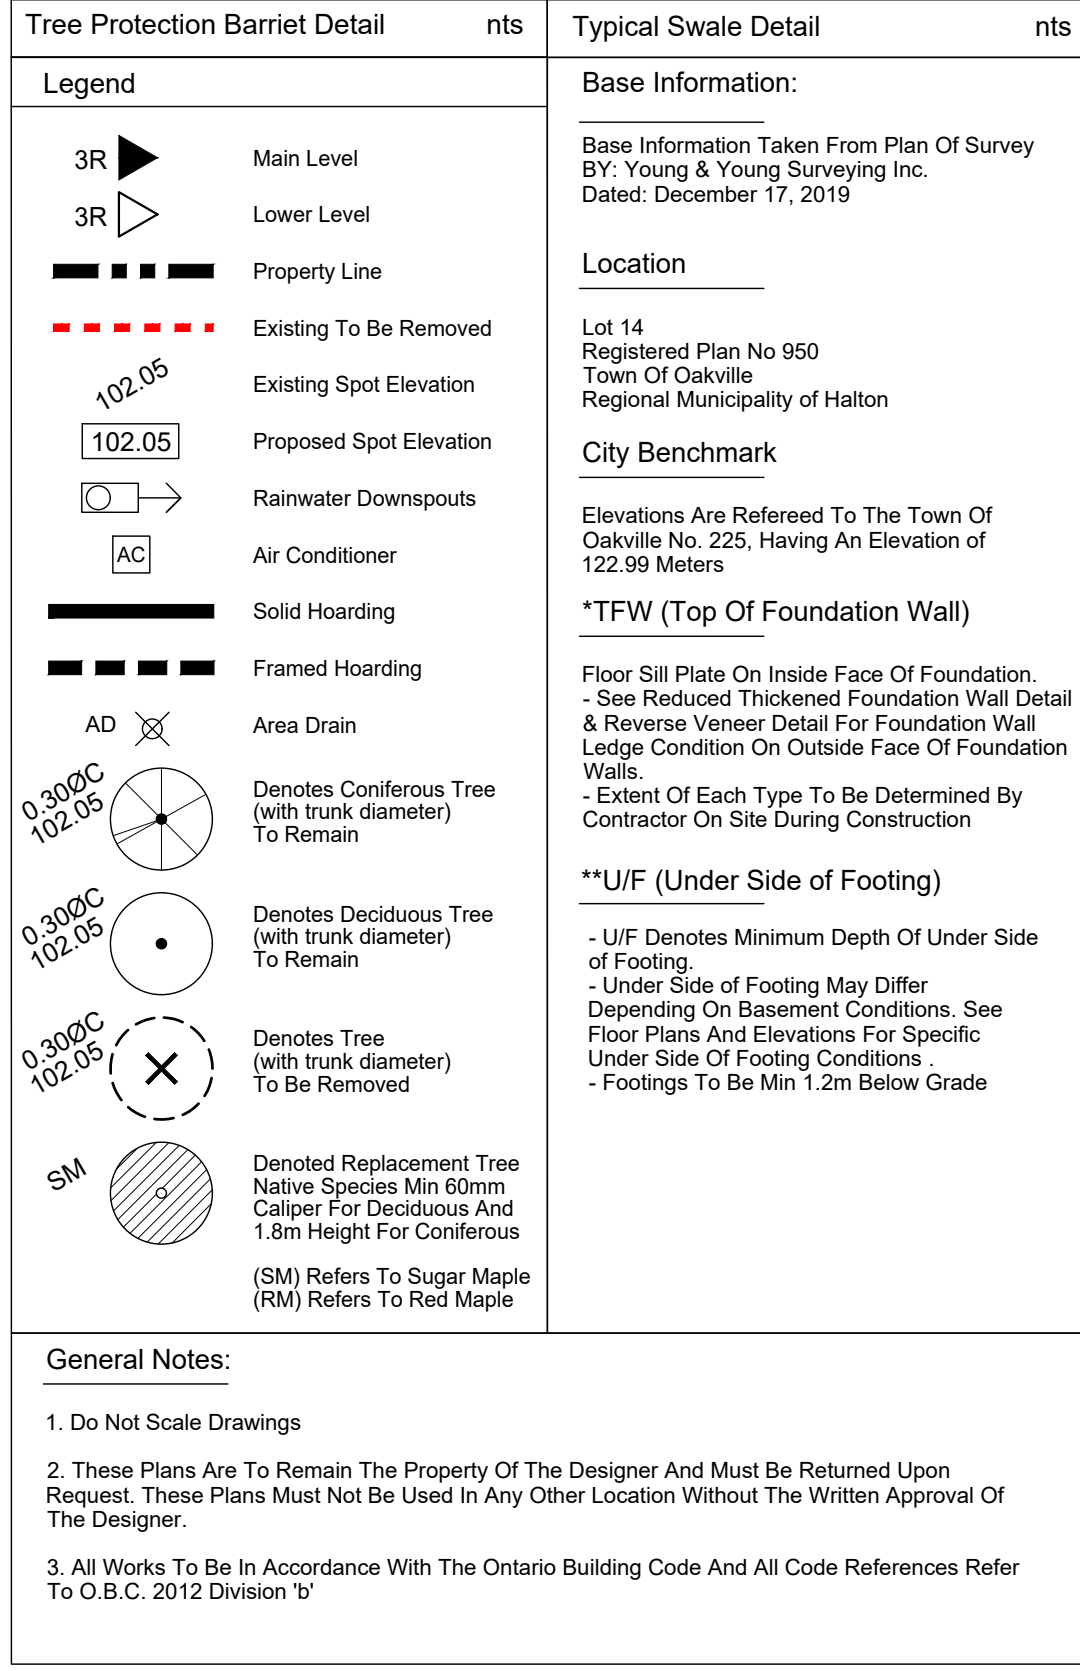 Tree Protection Barriet Detail nts
Legend
3R Main Level
3R Lower Level
Property Line
Existing To Be Removed
102.05 Existing Spot Elevation
102.05 Proposed Spot Elevation
Rainwater Downspouts
AC Air Conditioner
Solid Hoarding
Framed Hoarding
AD Area Drain
0.30ØC
102.05
Denotes Coniferous Tree
(with trunk diameter)
To Remain
0.30ØC
102.05
Denotes Deciduous Tree
(with trunk diameter)
To Remain
0.30ØC
102.05
Denotes Tree
(with trunk diameter)
To Be Removed
SM
Denoted Replacement Tree
Native Species Min 60mm
Caliper For Deciduous And
1.8m Height For Coniferous
(SM) Refers To Sugar Maple
(RM) Refers To Red Maple
Typical Swale Detail nts
Base Information:
Base Information Taken From Plan Of Survey
BY: Young & Young Surveying Inc.
Dated: December 17, 2019
Location
Lot 14
Registered Plan No 950
Town Of Oakville
Regional Municipality of Halton
City Benchmark
Elevations Are Refereed To The Town Of
Oakville No. 225, Having An Elevation of
122.99 Meters
*TFW (Top Of Foundation Wall)
Floor Sill Plate On Inside Face Of Foundation.
- See Reduced Thickened Foundation Wall Detail
& Reverse Veneer Detail For Foundation Wall
Ledge Condition On Outside Face Of Foundation
Walls.
- Extent Of Each Type To Be Determined By
Contractor On Site During Construction
**U/F (Under Side of Footing)
- U/F Denotes Minimum Depth Of Under Side
of Footing.
- Under Side of Footing May Differ
Depending On Basement Conditions. See
Floor Plans And Elevations For Specific
Under Side Of Footing Conditions .
- Footings To Be Min 1.2m Below Grade
General Notes:
1. Do Not Scale Drawings
2. These Plans Are To Remain The Property Of The Designer And Must Be Returned Upon
Request. These Plans Must Not Be Used In Any Other Location Without The Written Approval Of
The Designer.
3. All Works To Be In Accordance With The Ontario Building Code And All Code References Refer
To O.B.C. 2012 Division 'b'